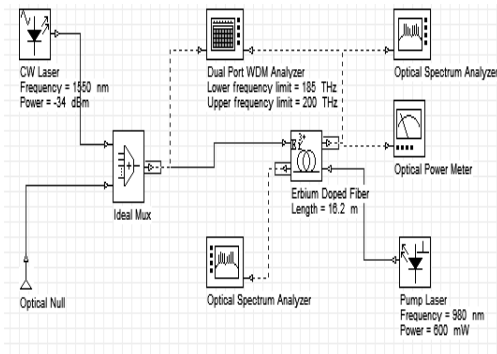 CW Laser
Frequency = 1550 nm
Power = -34 dBm
Dual Port WDM Analyzer
Lower frequency limit = 185 THz
Upper frequency limit = 200 THz
Optical Spectrum Analyzer
Optical Power Meter
Erbium Doped Fiber
Length = 16.2 m
Ideal Mux
Optical Null
Optical Spectrum Analyzer
Pump Laser
Frequency = 980 nm
Power = 600 mW